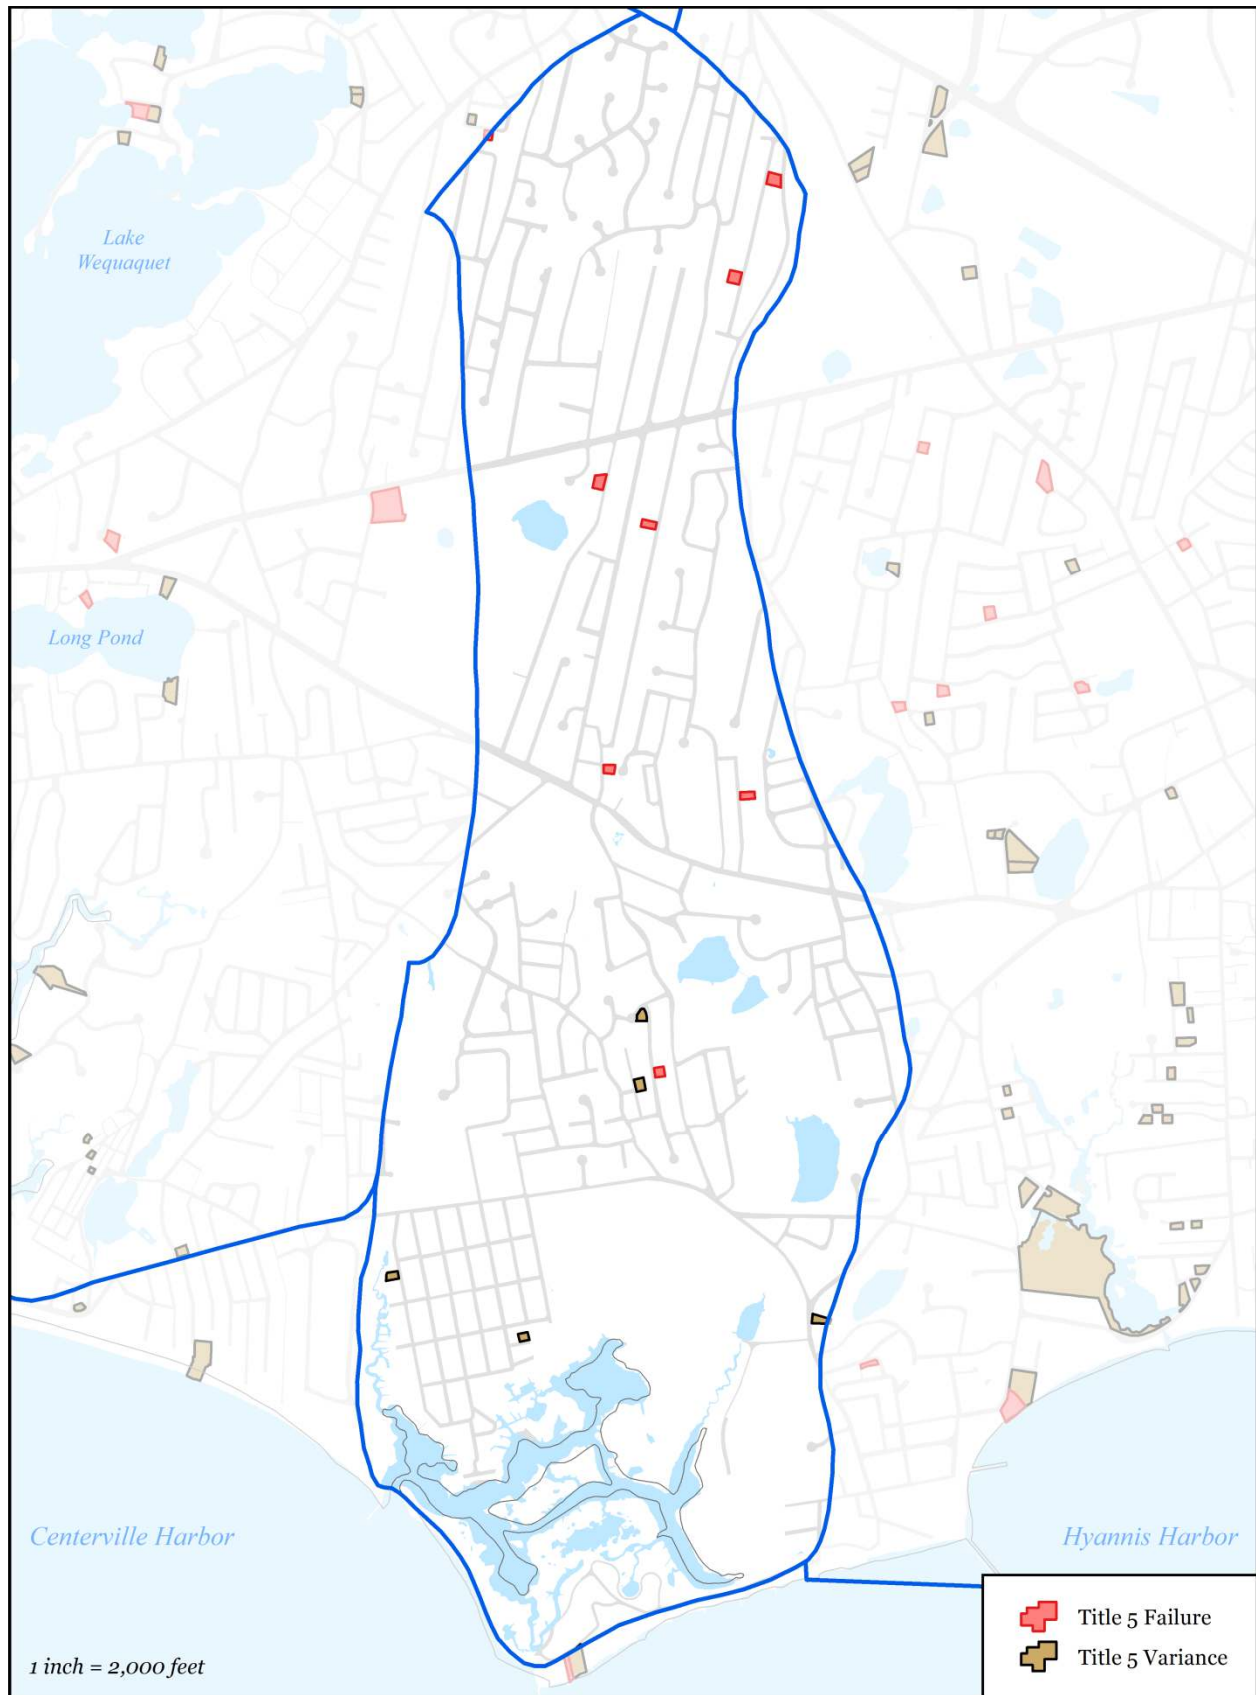 Lake
Wequaquet
Long Pond
Centerville Harbor
Hyannis Harbor
1 inch = 2,000 feet
Title 5 Failure
Title 5 Variance